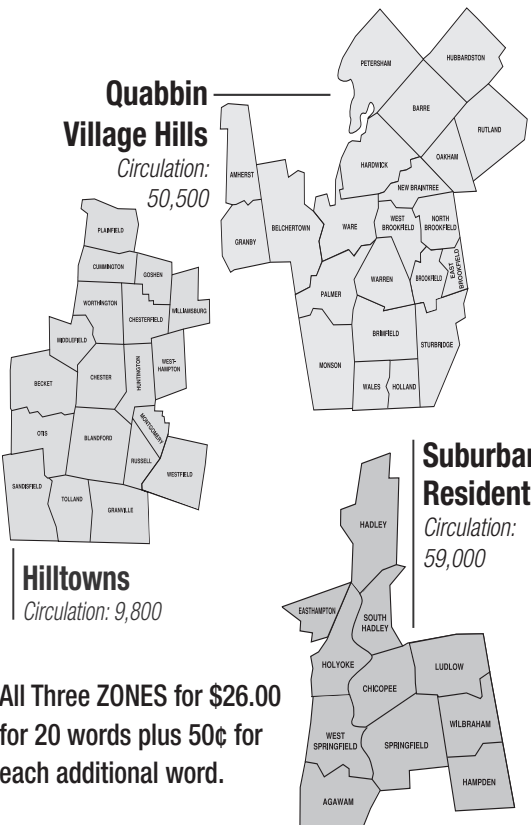 Quabbin
Village Hills
Circulation:
50,500
PETERSHAM
HUBBARDSTON
BARRE
RUTLAND
HARDWICK
OAKHAM
NEW BRAINTREE
AMHERST
GRANBY
BELCHERTOWN
WARE
WEST
BROOKFIELD
NORTH
BROOKFIELD
PALMER
WARREN
BROOKFIELD
EAST
BROOKFIELD
BRIMFIELD
STURBRIDGE
MONSON
WALES
HOLLAND
PLAINFIELD
CUMMINGTON
GOSHEN
WORTHINGTON
CHESTERFIELD
WILLIAMSBURG
MIDDLEFIELD
BECKET
CHESTER
HUNTINGTON
WEST-
HAMPTON
OTIS
BLANDFORD
MONTGOMERY
RUSSELL
WESTFIELD
SANDISFIELD
TOLLAND
GRANVILLE
Hilltowns
Circulation: 9,800
Suburban
Resident
Circulation:
59,000
HADLEY
EASTHAMPTON
SOUTH
HADLEY
HOLYOKE
LUDLOW
CHICOPEE
WEST
SPRINGFIELD
SPRINGFIELD
WILBRAHAM
HAMPDEN
AGAWAM
All Three ZONES for $26.00
for 20 words plus 50¢ for
each additional word.